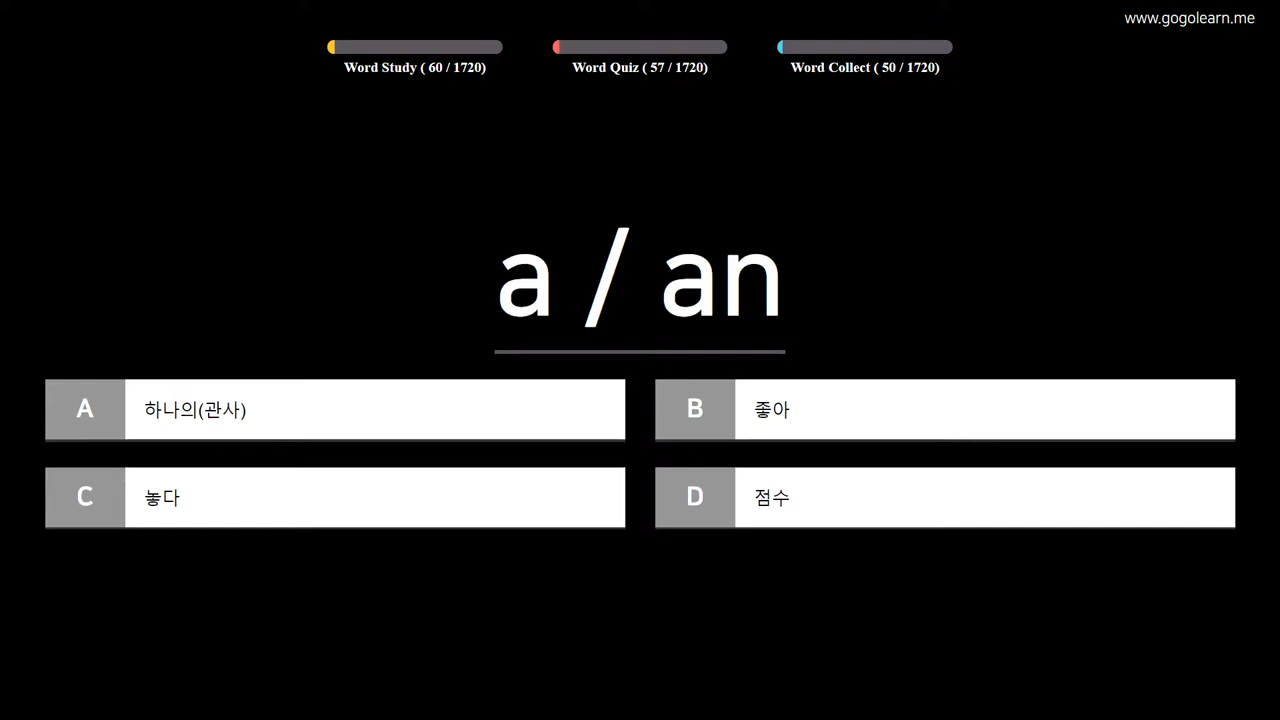 www.gogolearn.me
Word Study ( 60 / 1720)
Word Quiz ( 57 / 1720)
Word Collect ( 50 / 1720)
a / an
A 하나의(관사)
B 좋아
C 놓다
D 점수